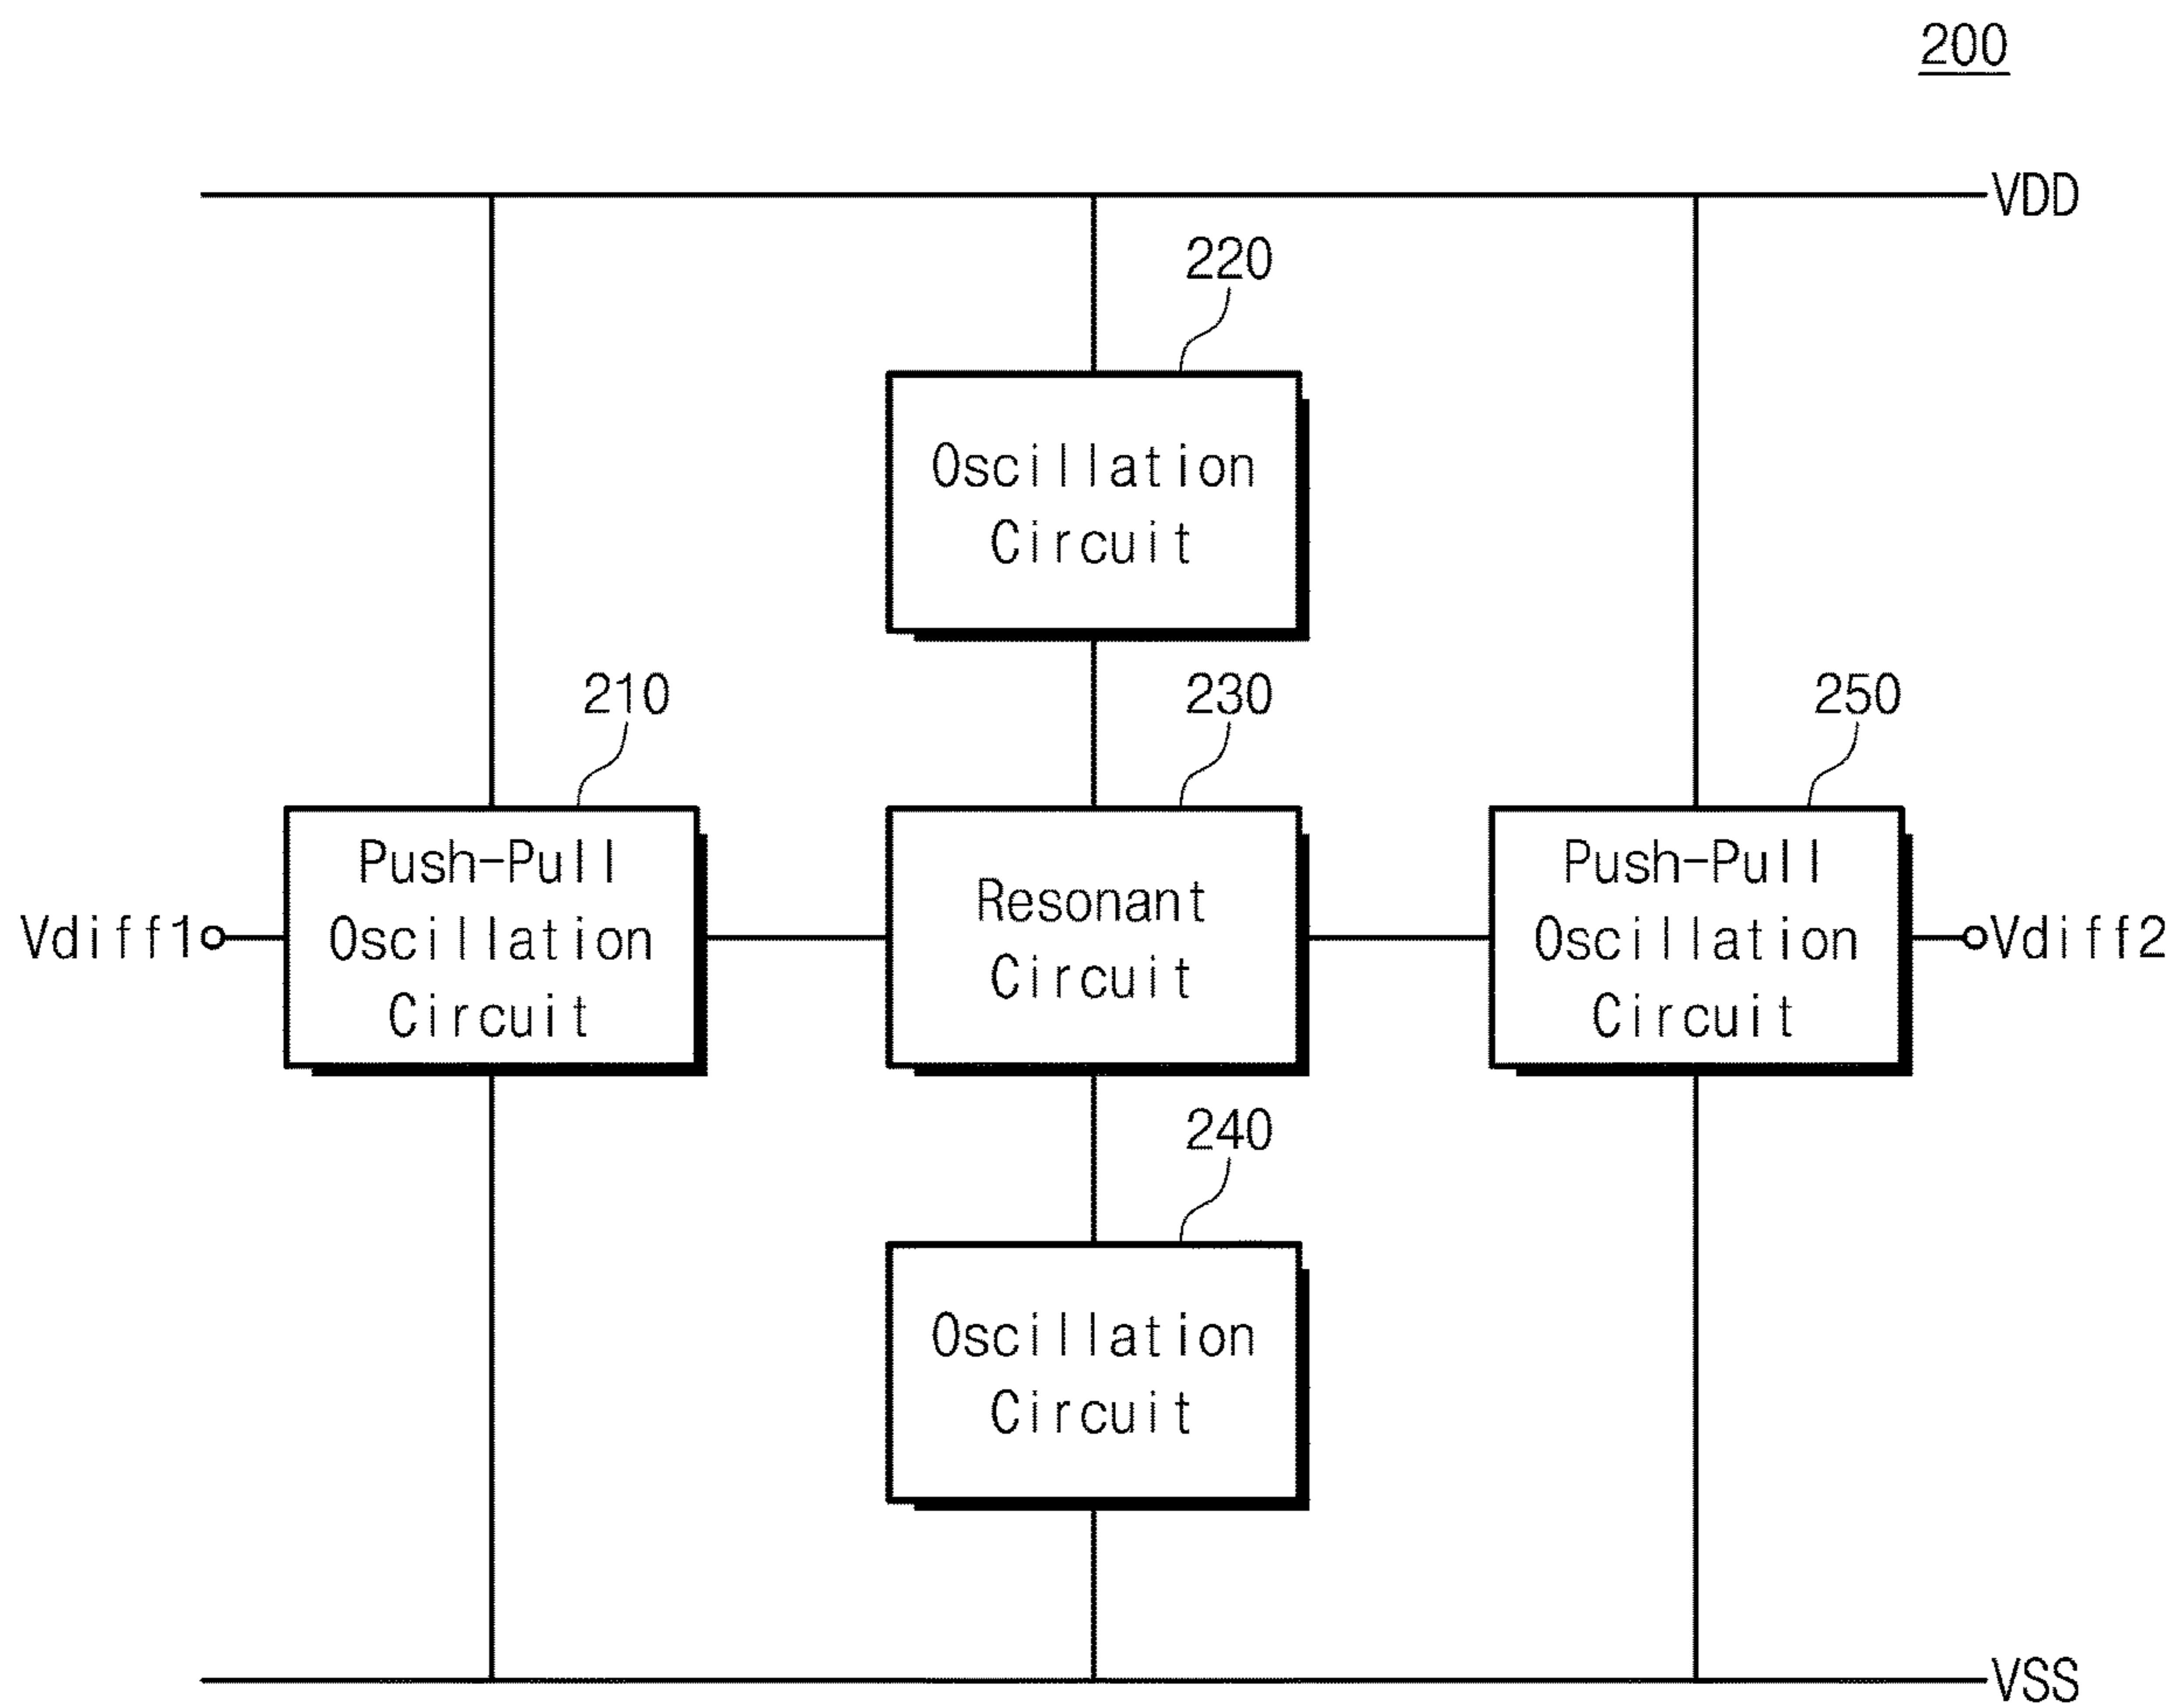 200
VDD
220
Oscillation
Circuit
210
230
250
Push-Pull
Oscillation
Circuit
Resonant
Circuit
Push-Pull
Oscillation
Circuit
Vdiff1
Vdiff2
240
Oscillation
Circuit
VSS